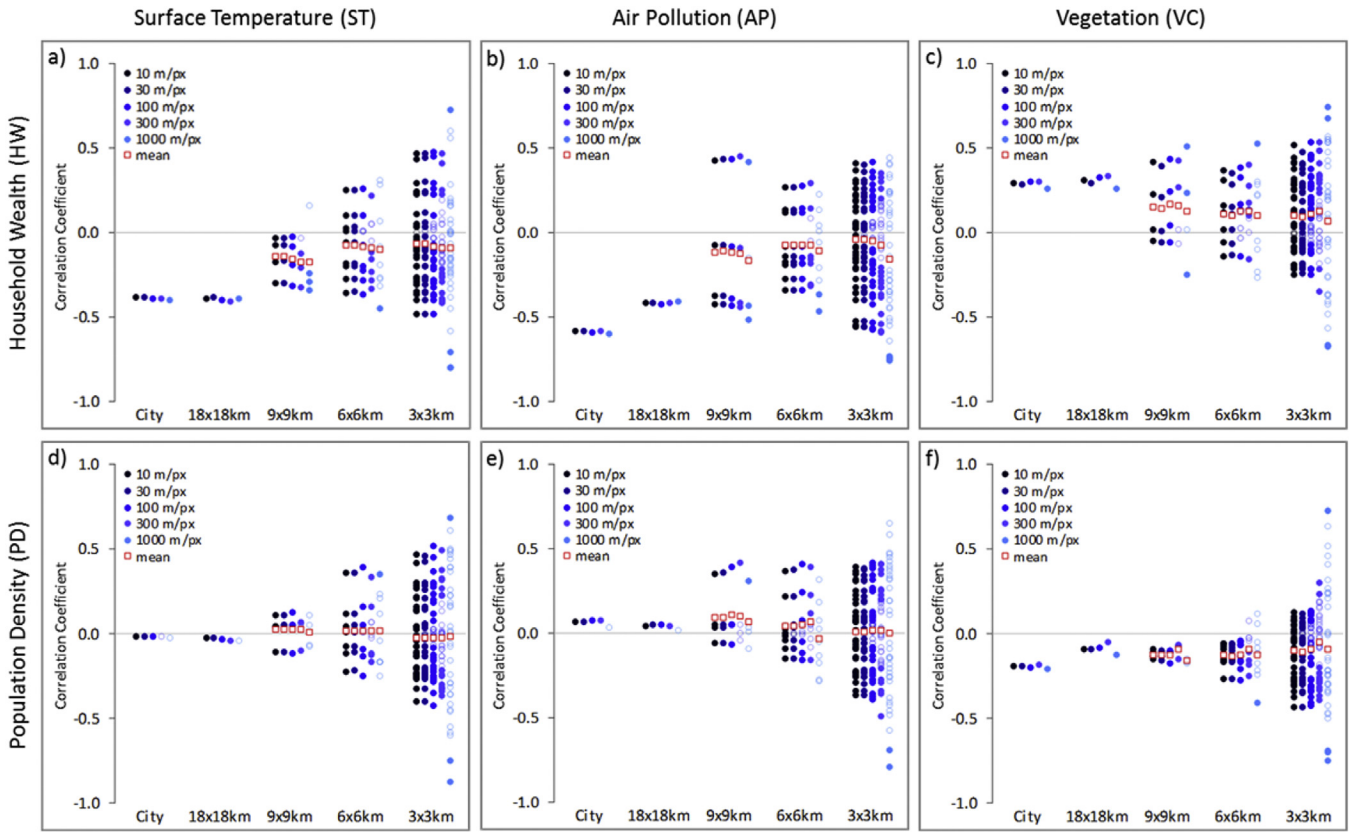 Surface Temperature (ST)
Air Pollution (AP)
Vegetation (VC)
Household Wealth (HW)
a)
1.0
0.5
0.0
-0.5
-1.0
Correlation Coefficient
10 m/px
30 m/px
100 m/px
300 m/px
1000 m/px
mean
City 18x18km 9x9km 6x6km 3x3km
b)
1.0
0.5
0.0
-0.5
-1.0
Correlation Coefficient
10 m/px
30 m/px
100 m/px
300 m/px
1000 m/px
mean
City 18x18km 9x9km 6x6km 3x3km
c)
1.0
0.5
0.0
-0.5
-1.0
Correlation Coefficient
10 m/px
30 m/px
100 m/px
300 m/px
1000 m/px
mean
City 18x18km 9x9km 6x6km 3x3km
Population Density (PD)
d)
1.0
0.5
0.0
-0.5
-1.0
Correlation Coefficient
10 m/px
30 m/px
100 m/px
300 m/px
1000 m/px
mean
City 18x18km 9x9km 6x6km 3x3km
e)
1.0
0.5
0.0
-0.5
-1.0
Correlation Coefficient
10 m/px
30 m/px
100 m/px
300 m/px
1000 m/px
mean
City 18x18km 9x9km 6x6km 3x3km
f)
1.0
0.5
0.0
-0.5
-1.0
Correlation Coefficient
10 m/px
30 m/px
100 m/px
300 m/px
1000 m/px
mean
City 18x18km 9x9km 6x6km 3x3km